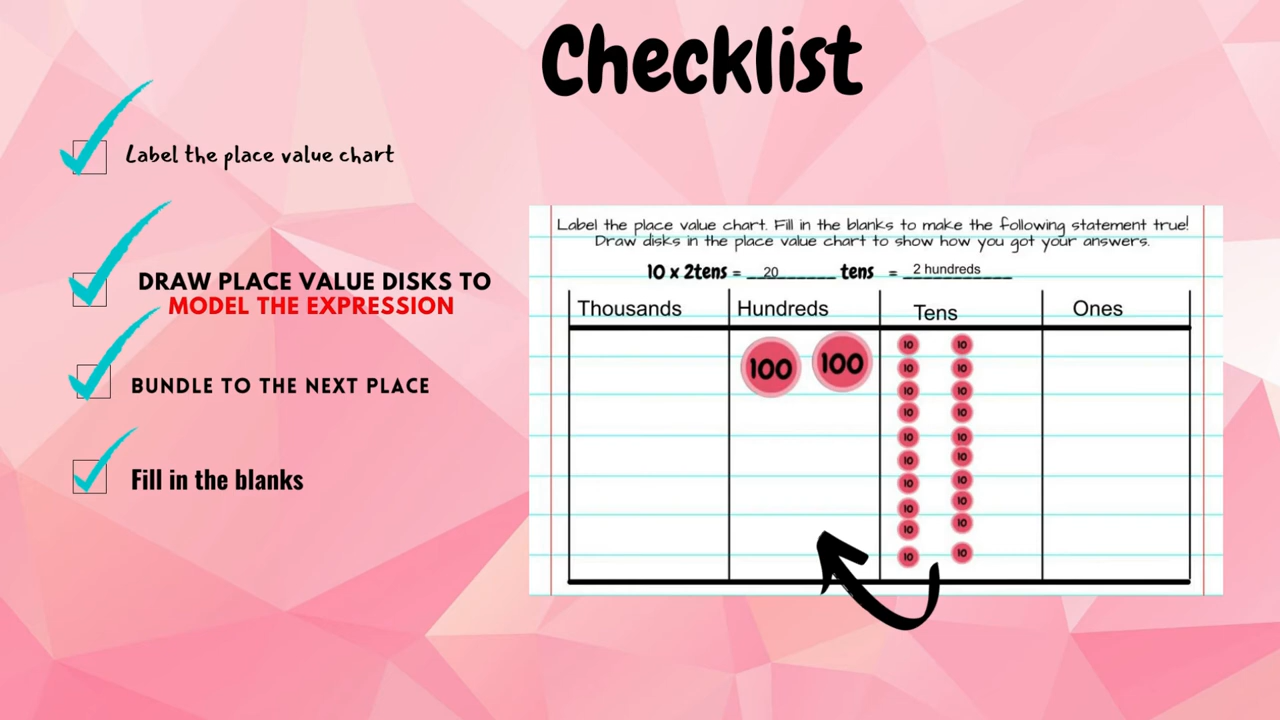 Checklist
Label the place value chart
DRAW PLACE VALUE DISKS TO
MODEL THE EXPRESSION
BUNDLE TO THE NEXT PLACE
Fill in the blanks
Label the place value chart. Fill in the blanks to make the following statement true!
Draw disks in the place value chart to show how you got your answers.
10 x 2tens = __20______ tens = _2 hundreds___
Thousands Hundreds Tens Ones
100 100
10 10
10 10
10 10
10 10
10 10
10 10
10 10
10 10
10 10
10 10